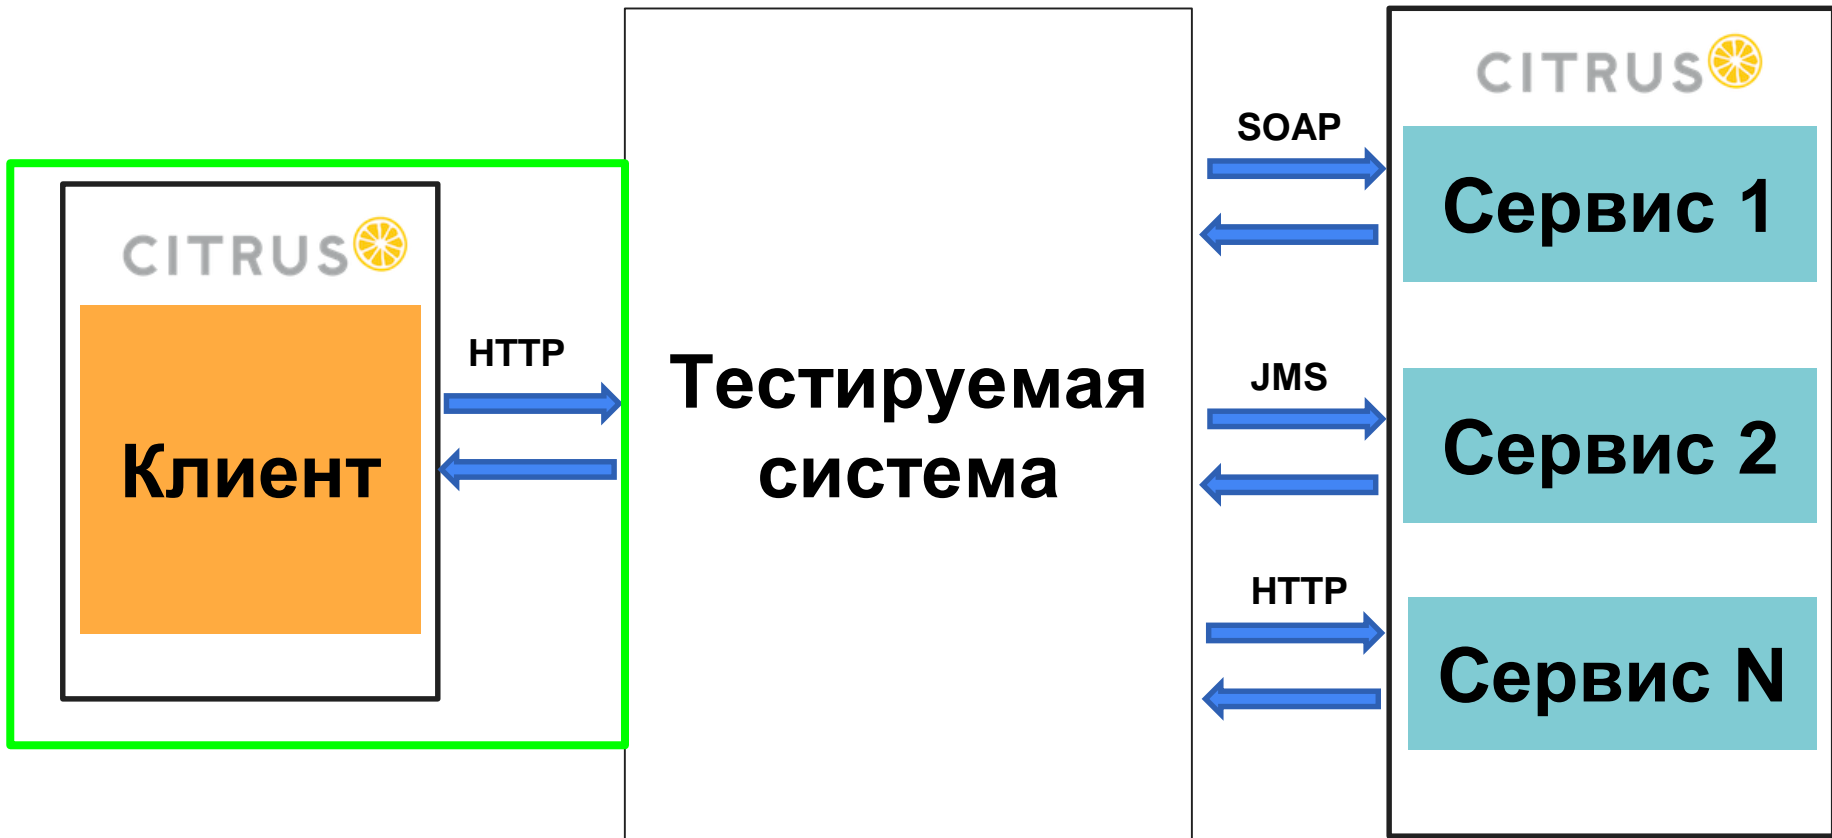 CITRUS
Клиент
HTTP
Тестируемая
система
SOAP
JMS
HTTP
CITRUS
Сервис 1
Сервис 2
Сервис N